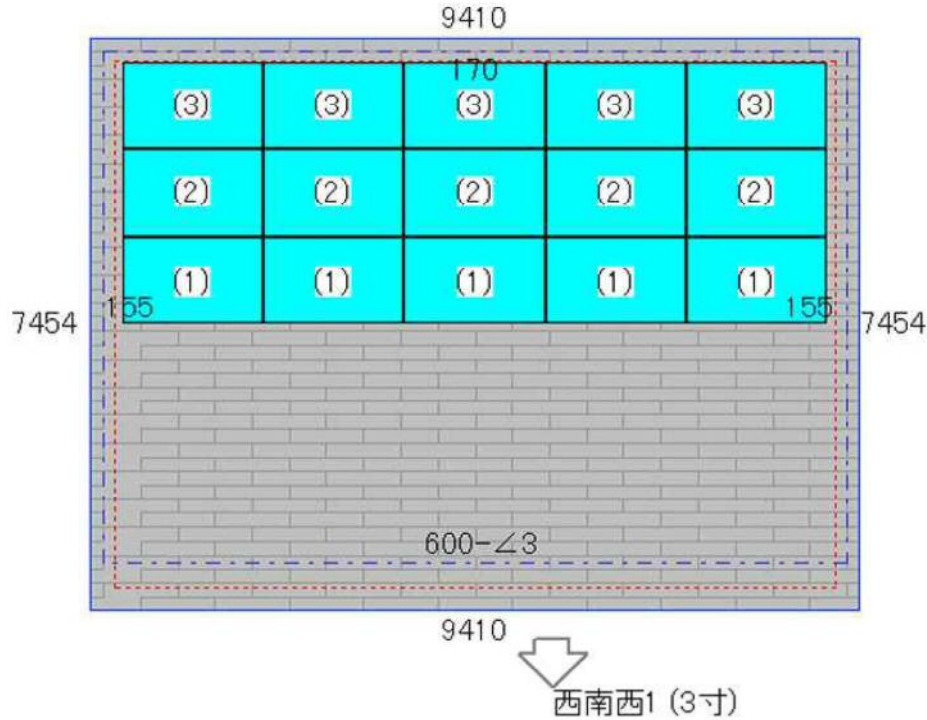 9410
170
(3) (3) (3) (3) (3)
(2) (2) (2) (2) (2)
(1) (1) (1) (1) (1)
155 155
7454 7454
600-∠3
9410
西南西1 (3寸)